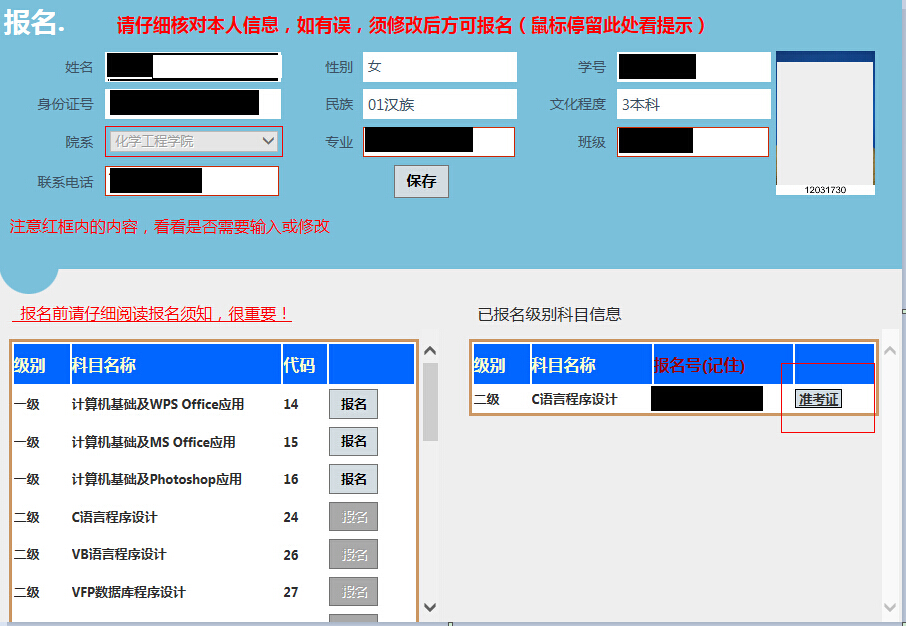 报名.
请仔细核对本人信息，如有误，须修改后方可报名（鼠标停留此处看提示）
姓名 性别 女 学号
身份证号 民族 01汉族 文化程度 3本科
院系 化学工程学院 专业 班级
12031730
联系电话 保存
注意红框内的内容，看看是否需要输入或修改
报名前请仔细阅读报名须知，很重要！
级别 科目名称 代码
一级 计算机基础及WPS Office应用 14 报名
一级 计算机基础及MS Office应用 15 报名
一级 计算机基础及Photoshop应用 16 报名
二级 C语言程序设计 24 报名
二级 VB语言程序设计 26 报名
二级 VFP数据库程序设计 27 报名
已报名级别科目信息
级别 科目名称 报名号(记住)
二级 C语言程序设计 准考证